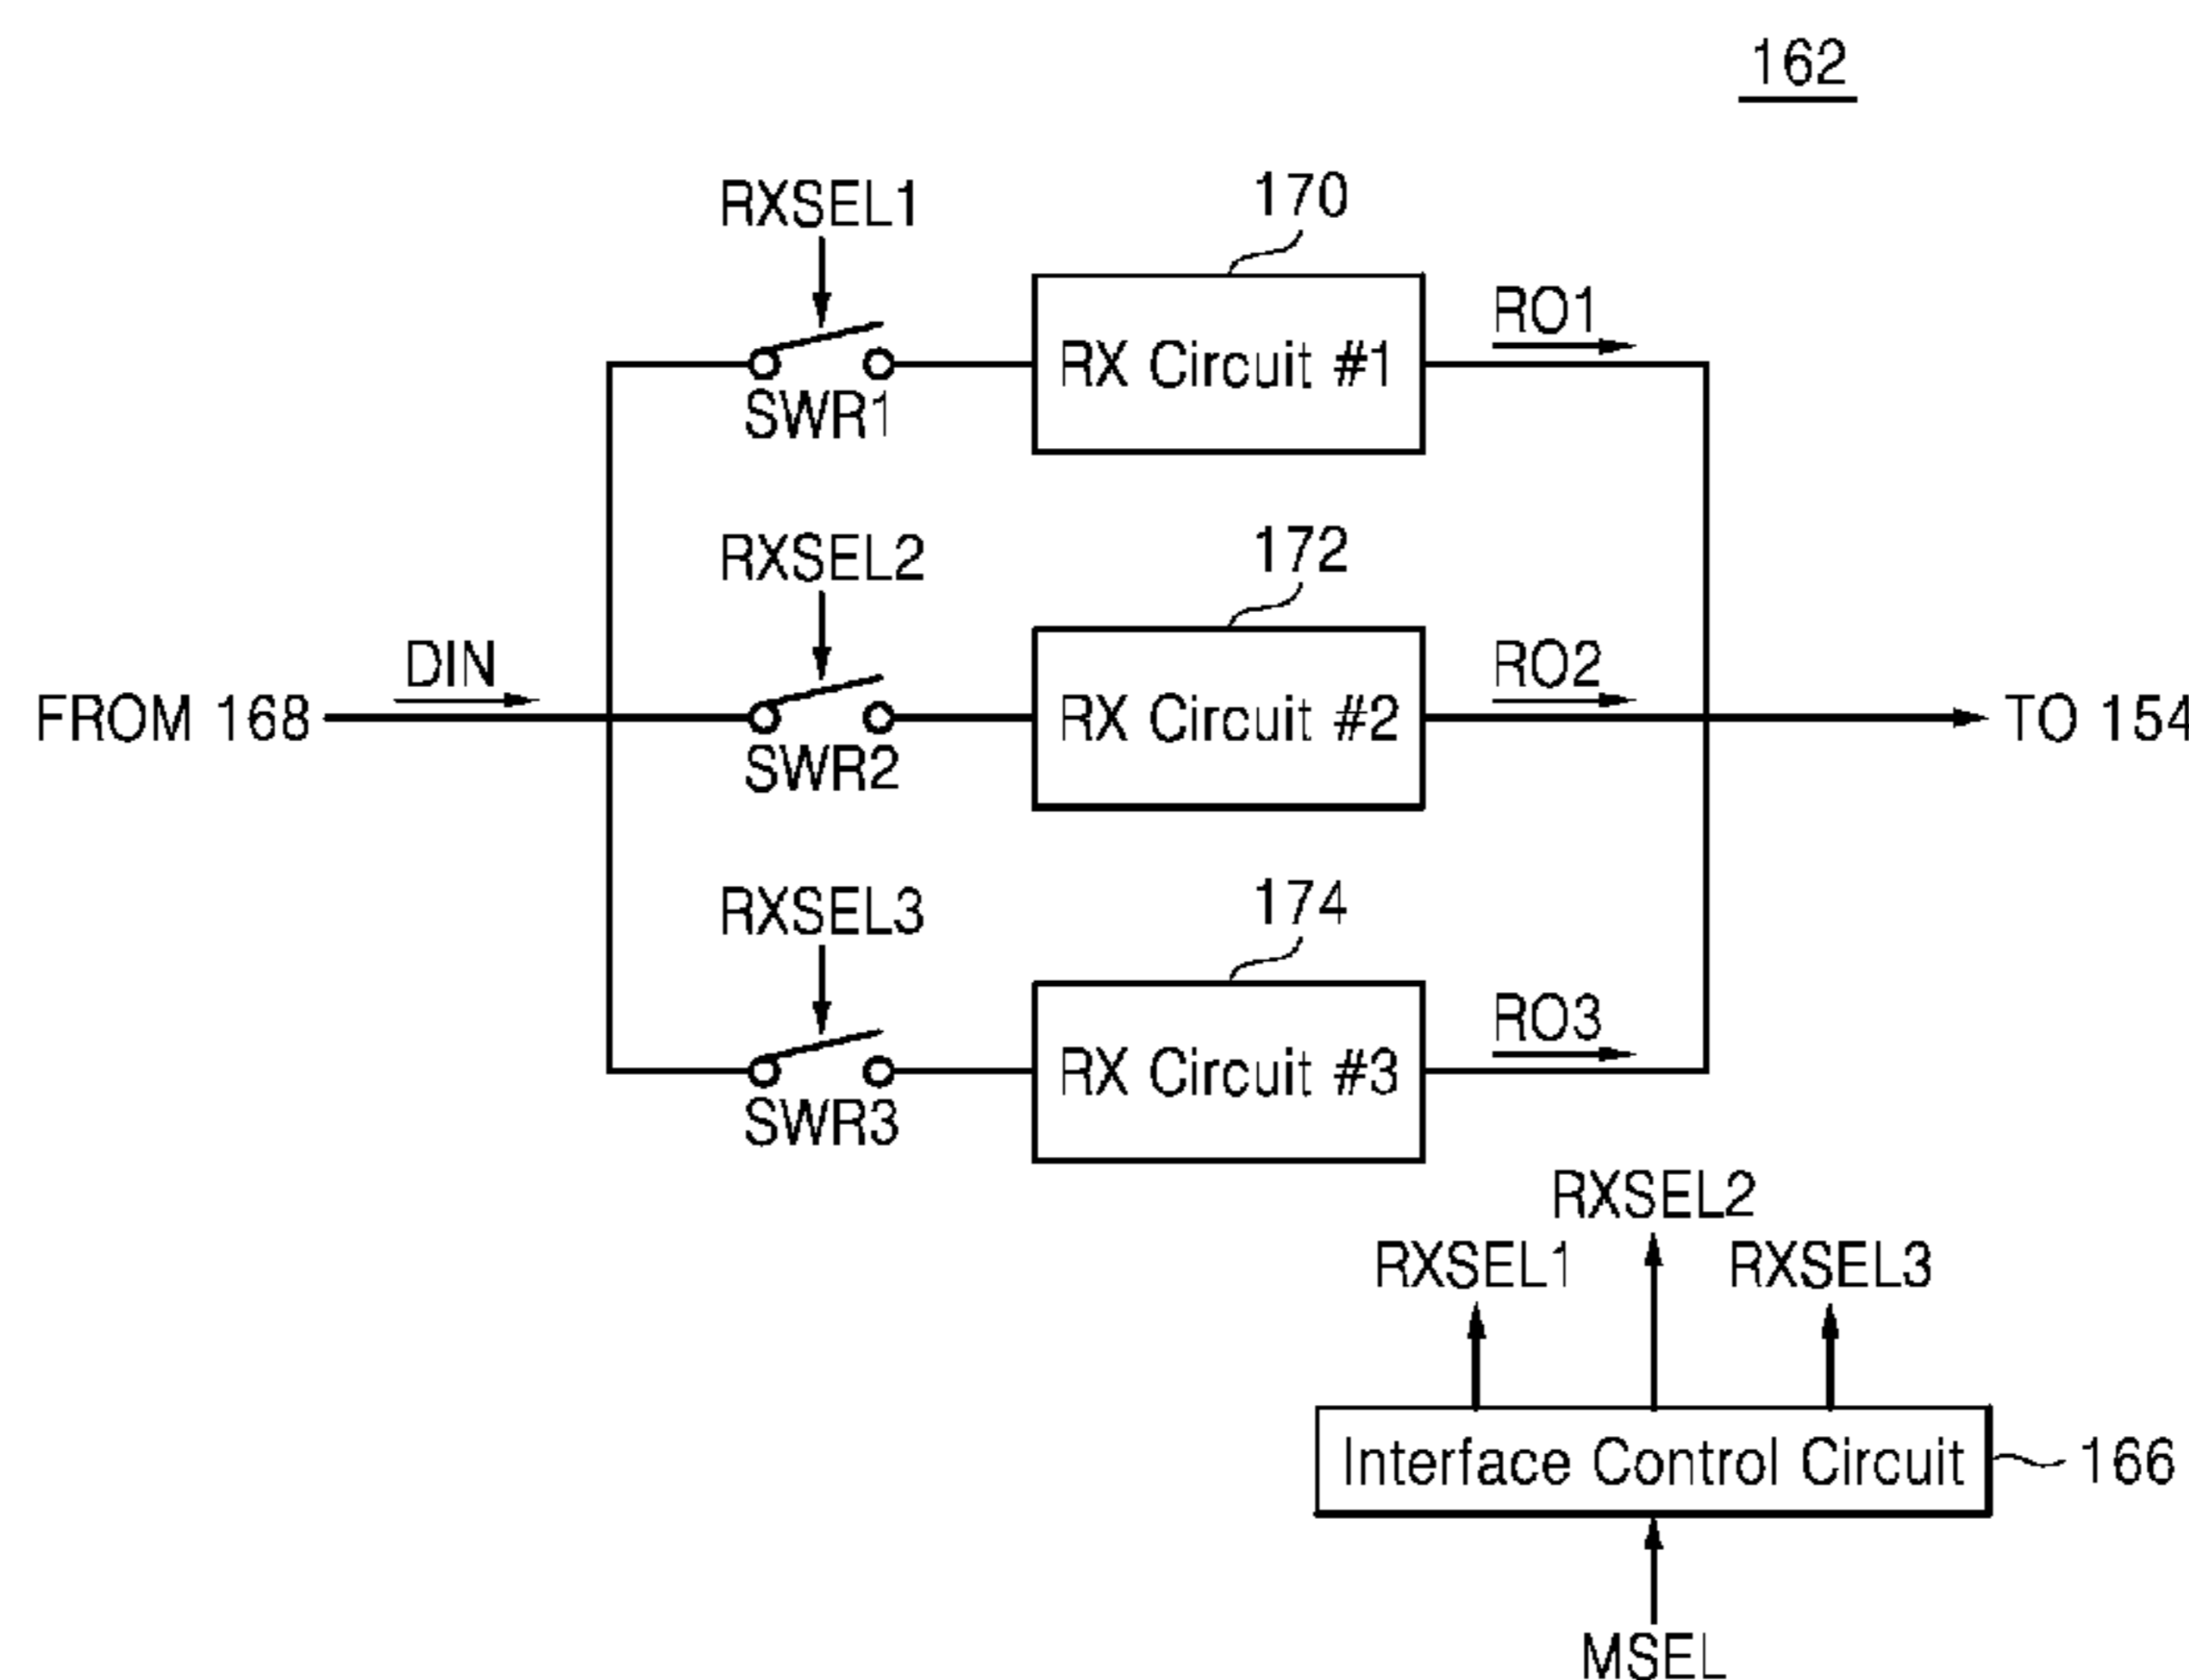 162
RXSEL1
170
RX Circuit #1
RO1
SWR1
RXSEL2
172
DIN
FROM 168
RX Circuit #2
RO2
TO 154
SWR2
RXSEL3
174
RX Circuit #3
RO3
SWR3
RXSEL2
RXSEL1
RXSEL3
Interface Control Circuit
166
MSEL